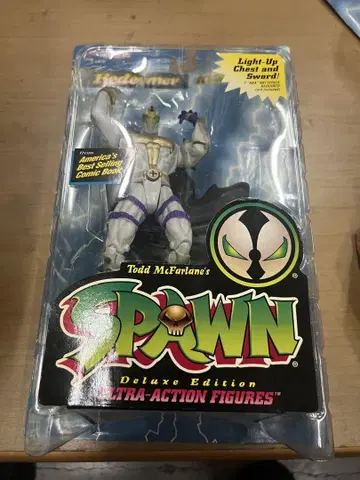 Redeemer
Light-Up
Chest and
Sword!
From
America's
Best Selling
Comic Book
Todd McFarlane's
SPAWN
®
®
Deluxe Edition
ULTRA-ACTION FIGURES™